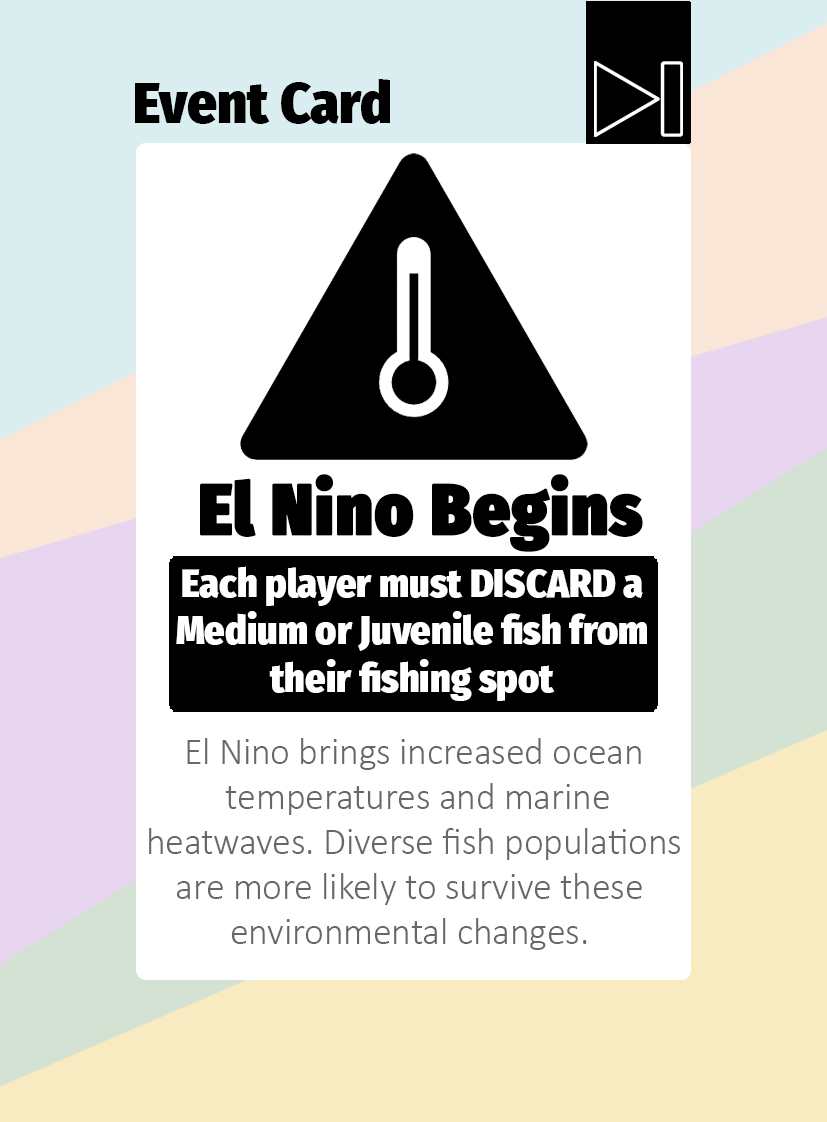 Event Card
El Nino Begins
Each player must DISCARD a
Medium or Juvenile fish from
their fishing spot
El Nino brings increased ocean
temperatures and marine
heatwaves. Diverse fish populations
are more likely to survive these
environmental changes.